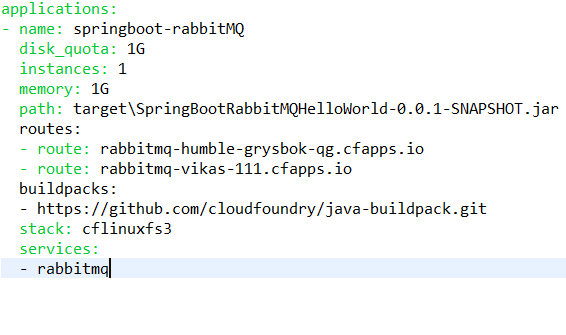 applications:
- name: springboot-rabbitMQ
  disk_quota: 1G
  instances: 1
  memory: 1G
  path: target\SpringBootRabbitMQHelloWorld-0.0.1-SNAPSHOT.jar
  routes:
  - route: rabbitmq-humble-grysbok-qg.cfapps.io
  - route: rabbitmq-vikas-111.cfapps.io
  buildpacks:
  - https://github.com/cloudfoundry/java-buildpack.git
  stack: cflinuxfs3
  services:
  - rabbitmq